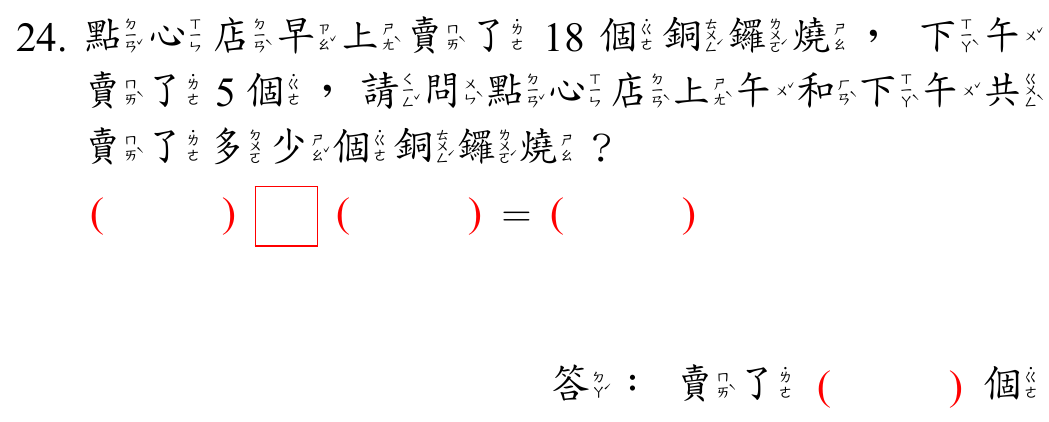 24. 點心店早上賣了 18 個銅鑼燒， 下午
賣了 5 個，請問點心店上午和下午共
賣了多少個銅鑼燒？
(　　　) □ (　　　) = (　　　)
答： 賣了 (　　　) 個